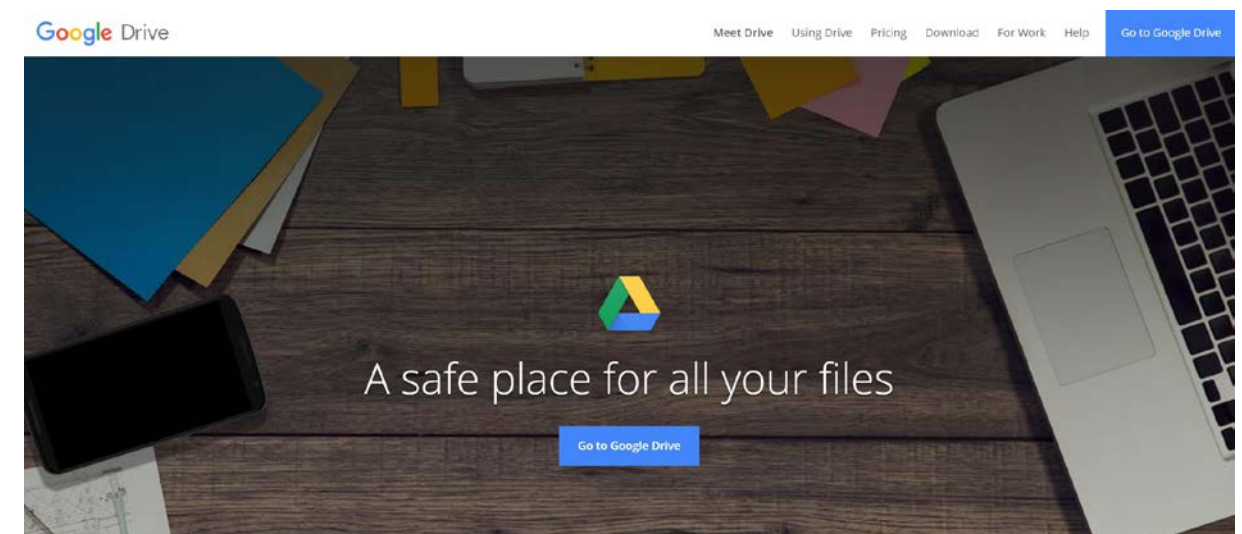 Google Drive Meet Drive Using Drive Pricing Download For Work Help Go to Google Drive
A safe place for all your files
Go to Google Drive